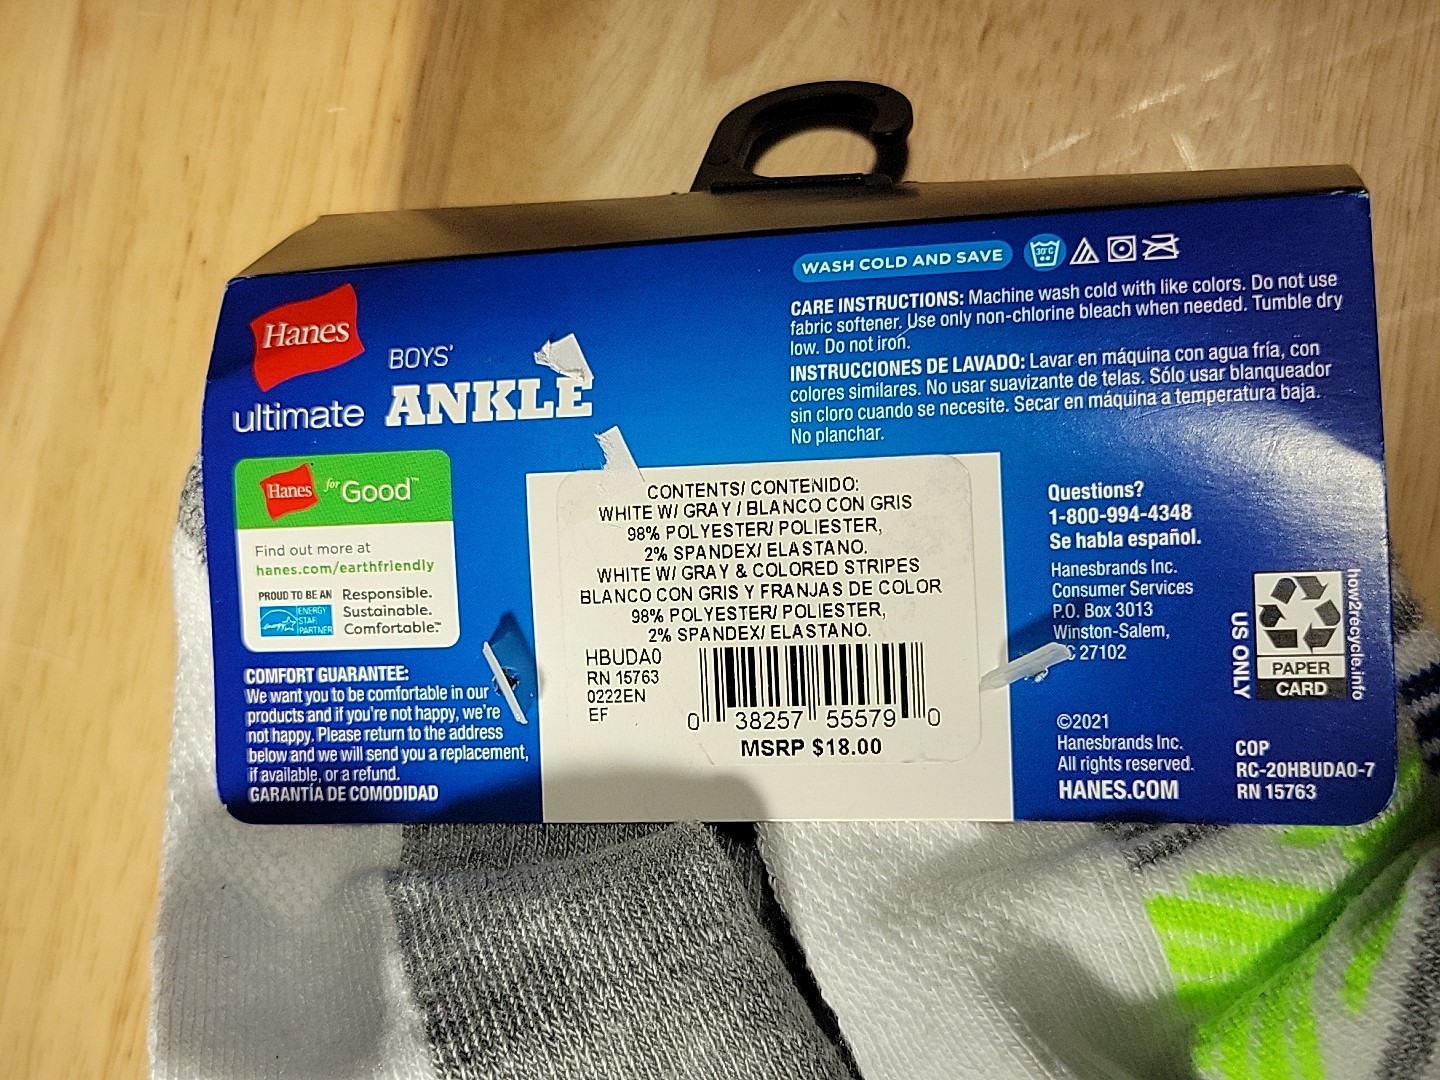 WASH COLD AND SAVE
30°C
CARE INSTRUCTIONS: Machine wash cold with like colors. Do not use
fabric softener. Use only non-chlorine bleach when needed. Tumble dry
low. Do not iron.
INSTRUCCIONES DE LAVADO: Lavar en máquina con agua fría, con
colores similares. No usar suavizante de telas. Sólo usar blanqueador
sin cloro cuando se necesite. Secar en máquina a temperatura baja.
No planchar.
Hanes
BOYS'
ultimate ANKLE
Hanes for Good™
Find out more at
hanes.com/earthfriendly
PROUD TO BE AN
ENERGY
STAR
PARTNER
Responsible.
Sustainable.
Comfortable.™
COMFORT GUARANTEE:
We want you to be comfortable in our
products and if you're not happy, we're
not happy. Please return to the address
below and we will send you a replacement,
if available, or a refund.
GARANTÍA DE COMODIDAD
CONTENTS/ CONTENIDO:
WHITE W/ GRAY / BLANCO CON GRIS
98% POLYESTER/ POLIESTER,
2% SPANDEX/ ELASTANO.
WHITE W/ GRAY & COLORED STRIPES
BLANCO CON GRIS Y FRANJAS DE COLOR
98% POLYESTER/ POLIESTER,
2% SPANDEX/ ELASTANO.
HBUDA0
RN 15763
0222EN
EF
0 38257 55579 0
MSRP $18.00
Questions?
1-800-994-4348
Se habla español.
Hanesbrands Inc.
Consumer Services
P.O. Box 3013
Winston-Salem,
27102
©2021
Hanesbrands Inc.
All rights reserved.
HANES.COM
US ONLY
PAPER
CARD
how2recycle.info
COP
RC-20HBUDA0-7
RN 15763